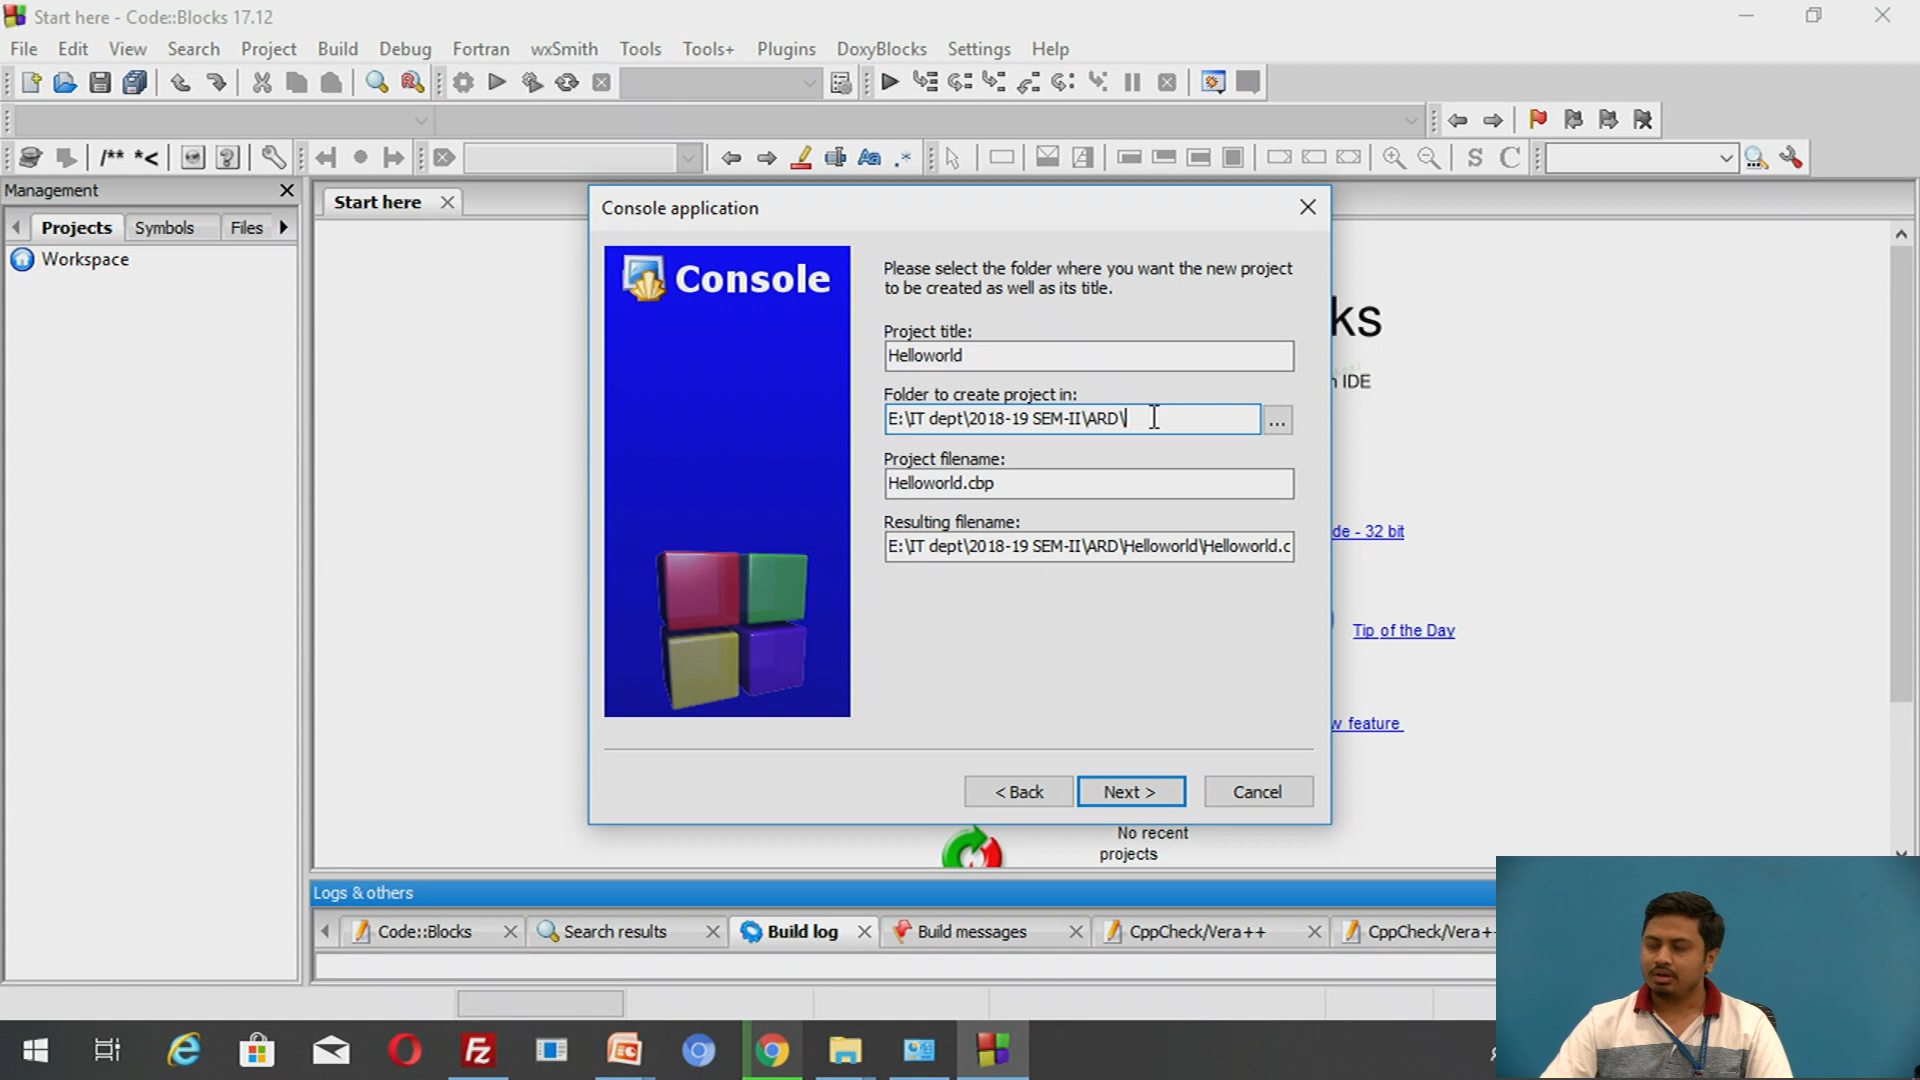 Start here - Code::Blocks 17.12
File Edit View Search Project Build Debug Fortran wxSmith Tools Tools+ Plugins DoxyBlocks Settings Help
/** *<
Aa .*
S C
Management
Start here
Projects Symbols Files
Workspace
Console application
Console
Please select the folder where you want the new project
to be created as well as its title.
Project title:
Helloworld
Folder to create project in:
E:\IT dept\2018-19 SEM-II\ARD\
...
Project filename:
Helloworld.cbp
Resulting filename:
E:\IT dept\2018-19 SEM-II\ARD\Helloworld\Helloworld.c
< Back Next > Cancel
ks
IDE
de - 32 bit
Tip of the Day
w feature
No recent
projects
Logs & others
Code::Blocks Search results Build log Build messages CppCheck/Vera++ CppCheck/Vera+
Fz